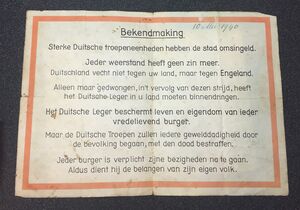 10 Mei 1940
Bekendmaking
Sterke Duitsche troepeneenheden hebben de stad omsingeld.
Jeder weerstand heeft geen zin meer.
Duitschland vecht niet tegen uw land, maar tegen Engeland.
Alleen maar gedwongen, in't vervolg van dezen strijd, heeft
het Duitsche Leger in u land moeten binnendringen.
Het Duitsche Leger beschermt leven en eigendom van ieder
vredelievend burger.
Maar de Duitsche Troepen zullen iedere gewelddadigheid door
de bevolking begaan, met den dood bestraffen.
Jeder burger is verplicht zijne bezigheden na te gaan.
Aldus dient hij de belangen van zijn eigen volk.